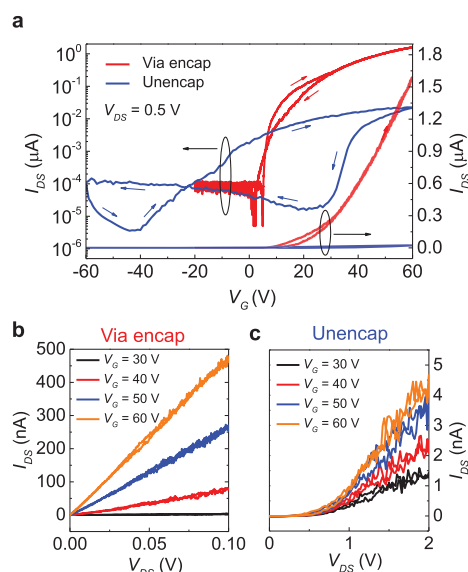 a
Via encap
Unencap
V_DS = 0.5 V
I_DS (μA)
10^0
10^-1
10^-2
10^-3
10^-4
10^-5
10^-6
1.8
1.5
1.2
0.9
0.6
0.3
0.0
I_DS (μA)
-60 -40 -20 0 20 40 60
V_G (V)
b Via encap
V_G = 30 V
V_G = 40 V
V_G = 50 V
V_G = 60 V
I_DS (nA)
500
400
300
200
100
0
0.00 0.05 0.10
V_DS (V)
c Unencap
V_G = 30 V
V_G = 40 V
V_G = 50 V
V_G = 60 V
5
4
3
2
1
0
I_DS (nA)
0 1 2
V_DS (V)